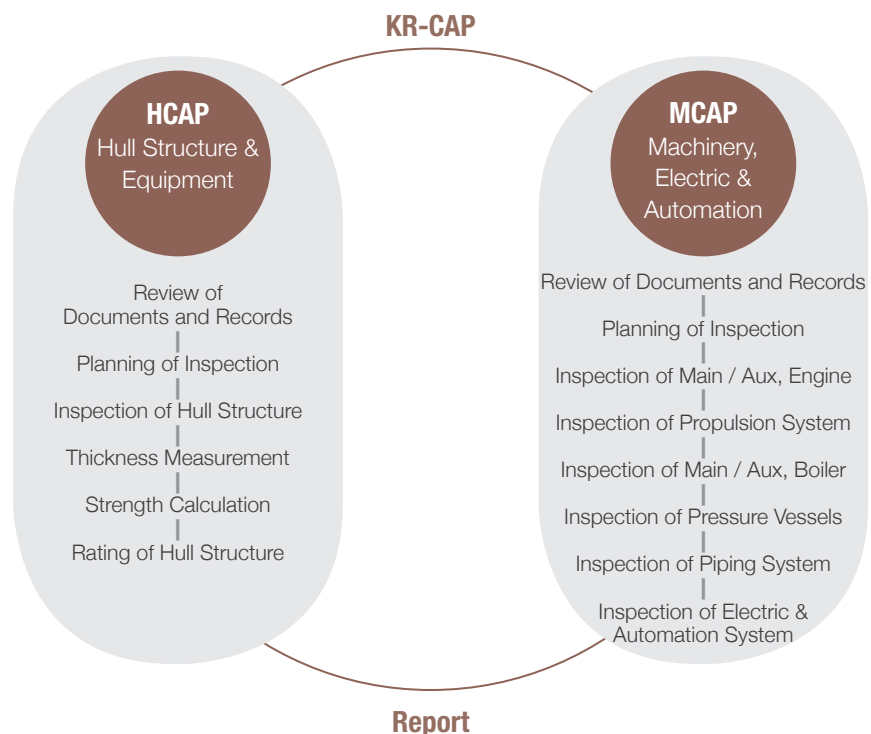 KR-CAP
HCAP
Hull Structure &
Equipment
Review of
Documents and Records
Planning of Inspection
Inspection of Hull Structure
Thickness Measurement
Strength Calculation
Rating of Hull Structure
MCAP
Machinery,
Electric &
Automation
Review of Documents and Records
Planning of Inspection
Inspection of Main / Aux, Engine
Inspection of Propulsion System
Inspection of Main / Aux, Boiler
Inspection of Pressure Vessels
Inspection of Piping System
Inspection of Electric &
Automation System
Report